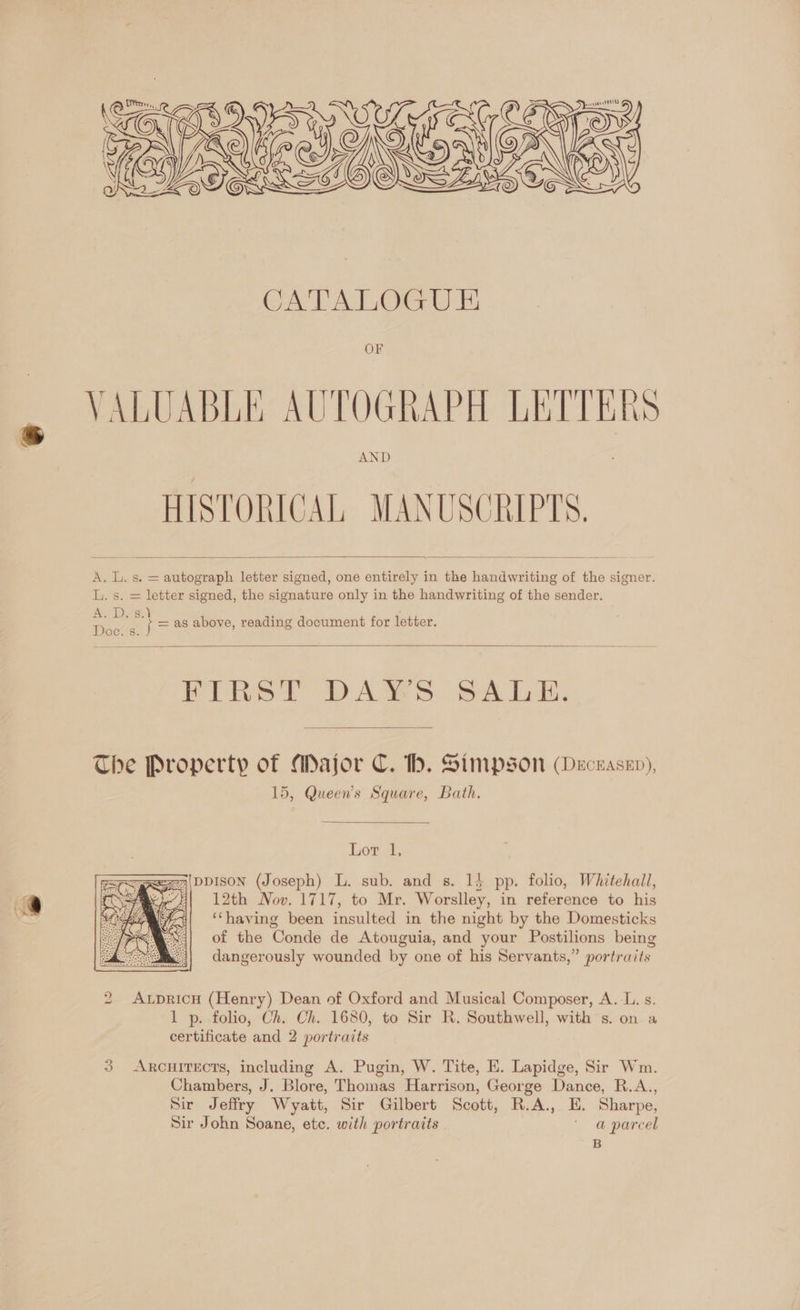 CATALOGUE
OF
VALUABLE AUTOGRAPH LETTERS
AND
HISTORICAL MANUSCRIPTS.
A. L. s. = autograph letter signed, one entirely in the handwriting of the signer.
L. s. = letter signed, the signature only in the handwriting of the sender.
A. D. s. }
Doc. s. } = as above, reading document for letter.
FIRST DAY'S SALE.
The Property of Major C. H. Simpson (DECEASED),
15, Queen's Square, Bath.
LOT 1,
ADDISON (Joseph) L. sub. and s. 1½ pp. folio, Whitehall,
12th Nov. 1717, to Mr. Worslley, in reference to his
“having been insulted in the night by the Domesticks
of the Conde de Atouguia, and your Postilions being
dangerously wounded by one of his Servants,” portraits
2 ALDRICH (Henry) Dean of Oxford and Musical Composer, A. L. s.
1 p. folio, Ch. Ch. 1680, to Sir R. Southwell, with s. on a
certificate and 2 portraits
3 ARCHITECTS, including A. Pugin, W. Tite, E. Lapidge, Sir Wm.
Chambers, J. Blore, Thomas Harrison, George Dance, R.A.,
Sir Jeffry Wyatt, Sir Gilbert Scott, R.A., E. Sharpe,
Sir John Soane, etc. with portraits a parcel
B